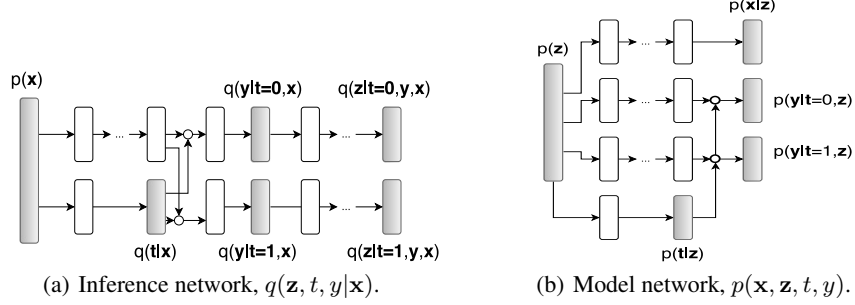 p(x)
q(y|t=0,x)
q(z|t=0,y,x)
...
...
q(t|x)
q(y|t=1,x)
q(z|t=1,y,x)
...
(a) Inference network, q(z, t, y|x).
p(x|z)
p(z)
...
...
p(y|t=0,z)
...
p(y|t=1,z)
p(t|z)
(b) Model network, p(x, z, t, y).